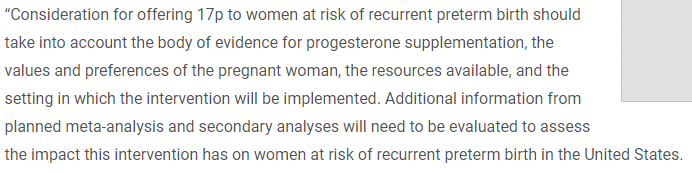 “Consideration for offering 17p to women at risk of recurrent preterm birth should
take into account the body of evidence for progesterone supplementation, the
values and preferences of the pregnant woman, the resources available, and the
setting in which the intervention will be implemented. Additional information from
planned meta-analysis and secondary analyses will need to be evaluated to assess
the impact this intervention has on women at risk of recurrent preterm birth in the United States.